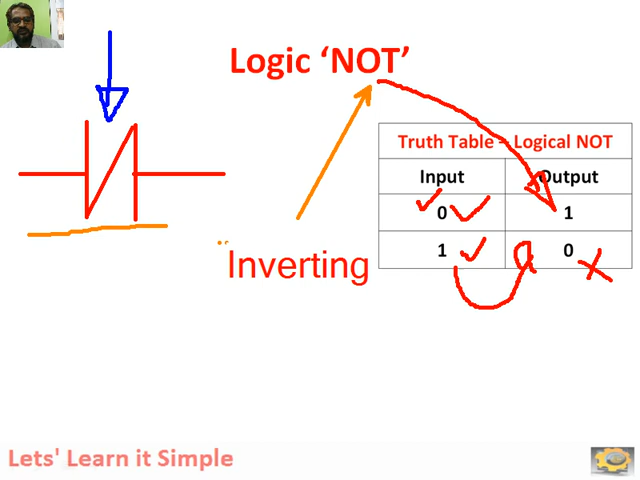 Logic ‘NOT’
Truth Table – Logical NOT
Input Output
0 1
1 0
Inverting
Lets' Learn it Simple